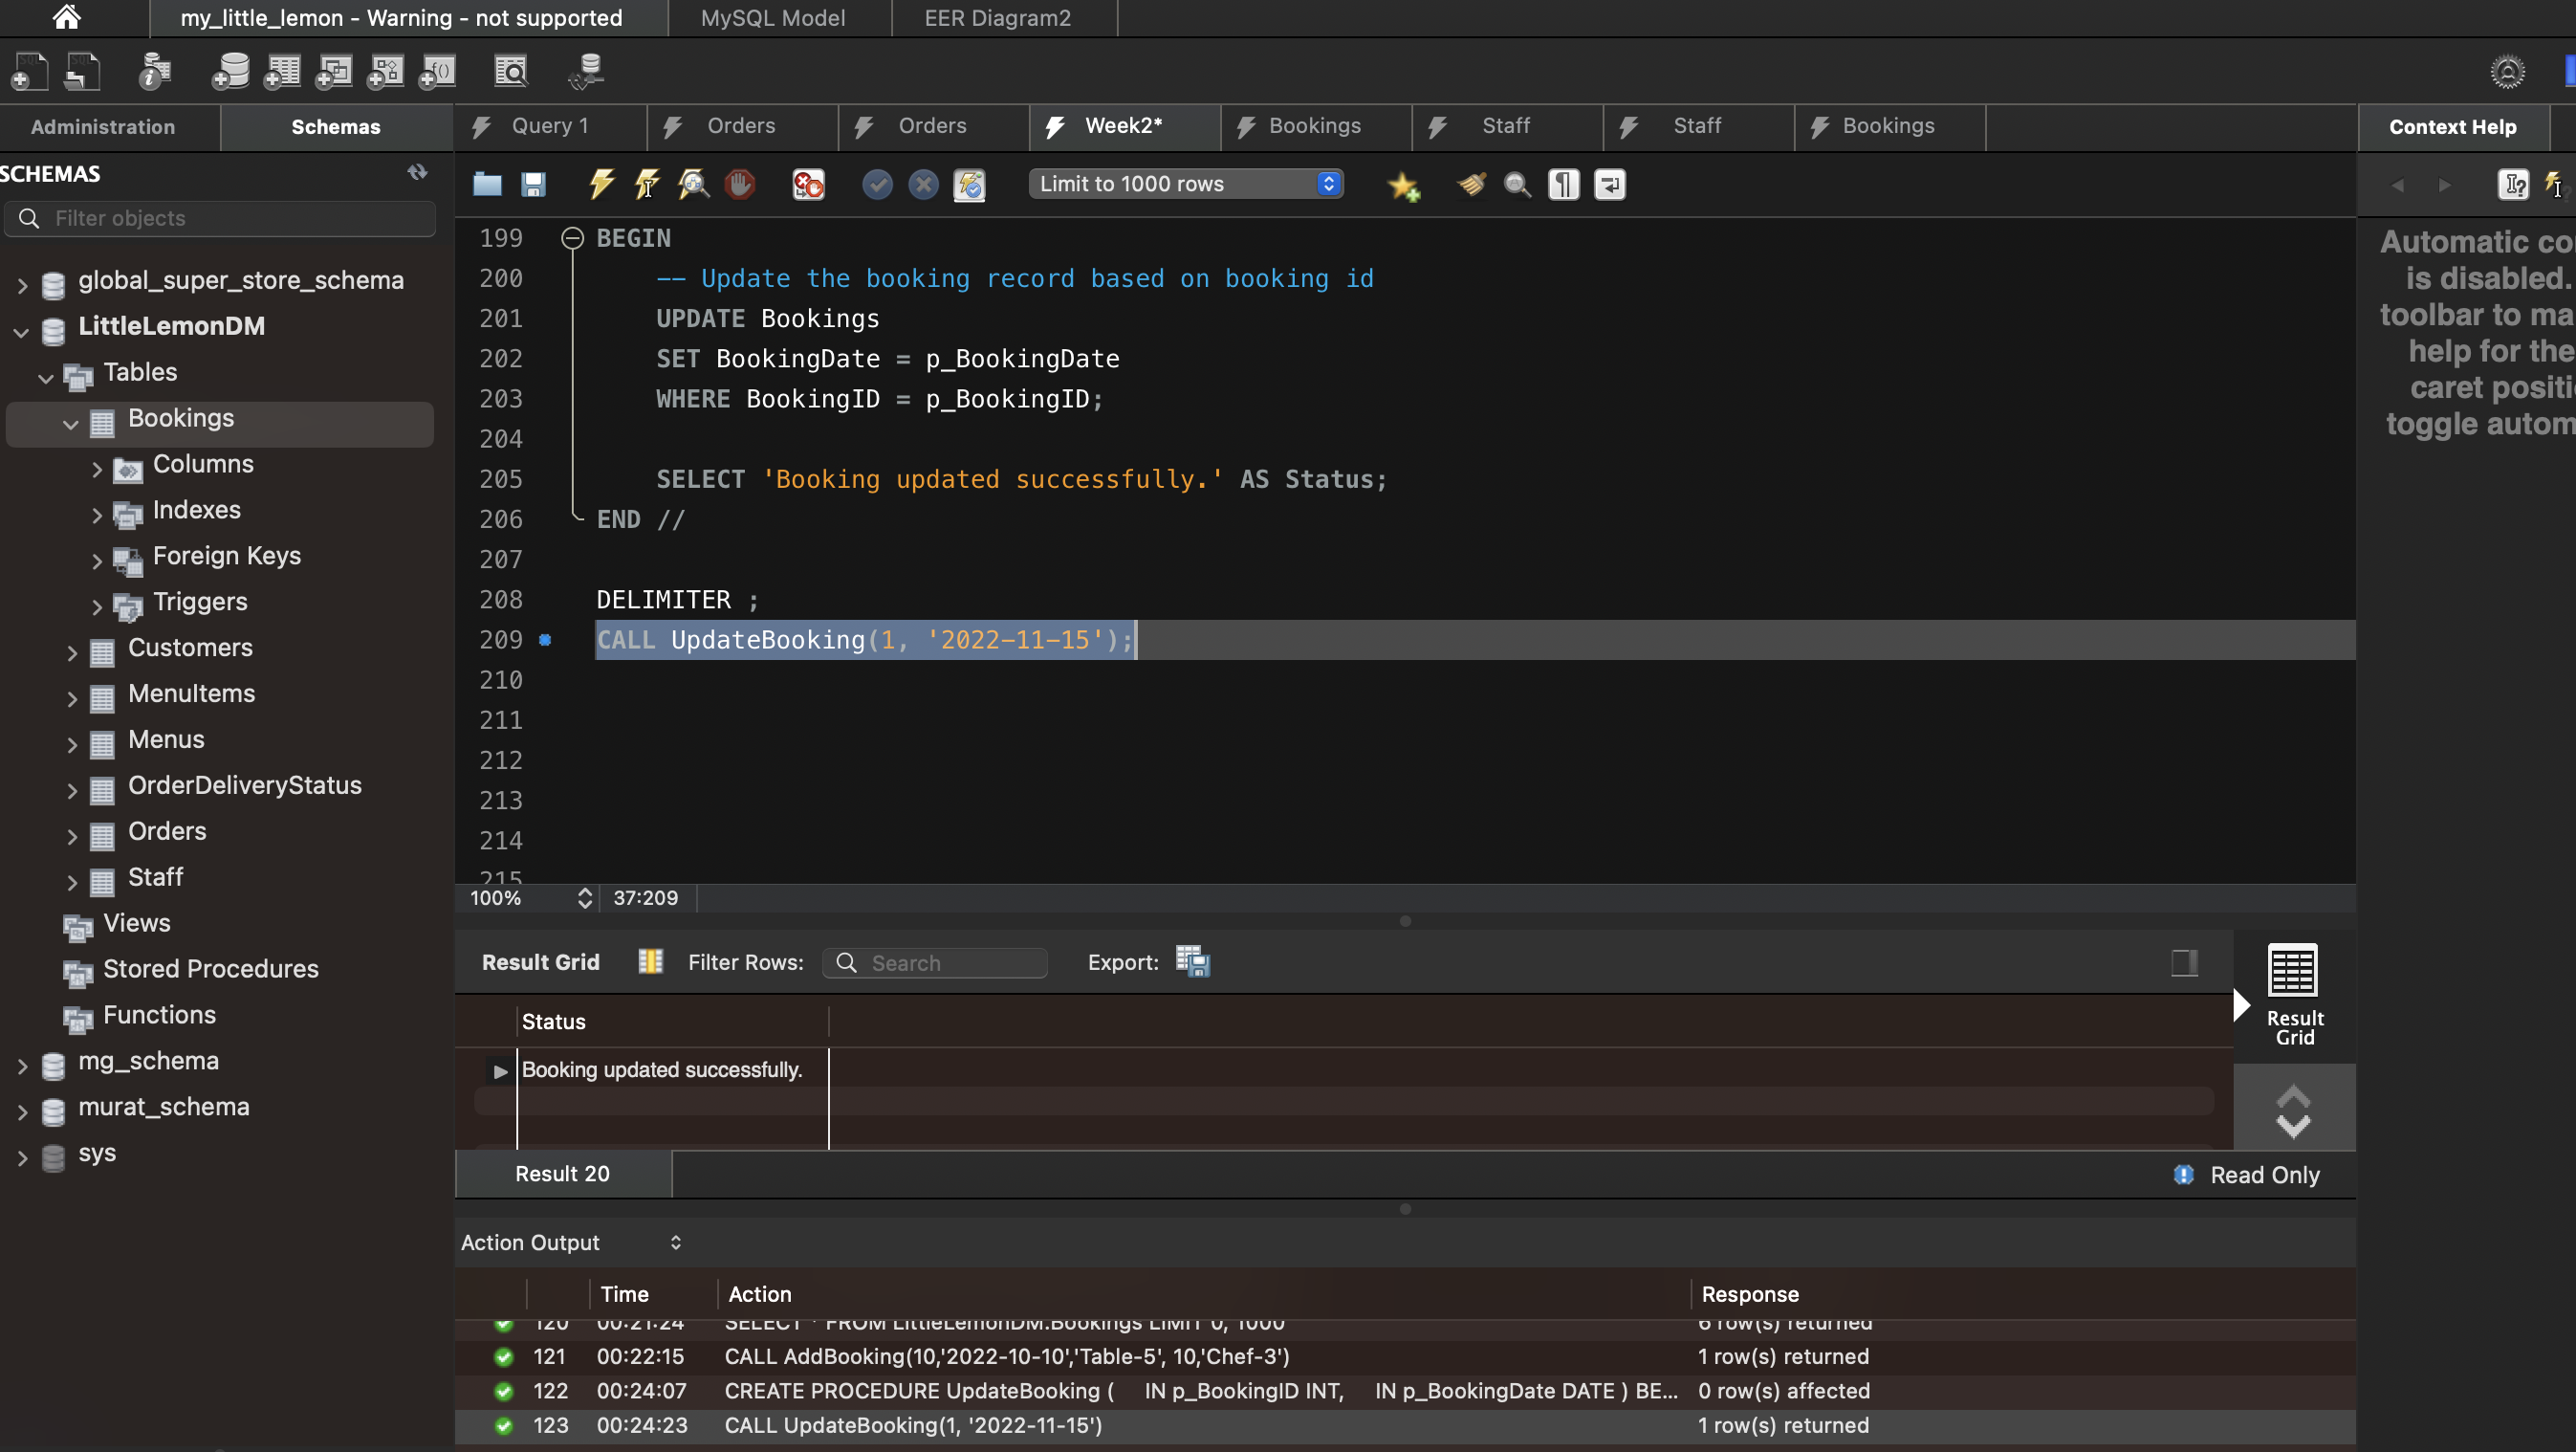 my_little_lemon - Warning - not supported
MySQL Model
EER Diagram2
Administration
Schemas
Query 1
Orders
Orders
Week2*
Bookings
Staff
Staff
Bookings
Context Help
SCHEMAS
Filter objects
Limit to 1000 rows
global_super_store_schema
LittleLemonDM
Tables
Bookings
Columns
Indexes
Foreign Keys
Triggers
Customers
MenuItems
Menus
OrderDeliveryStatus
Orders
Staff
Views
Stored Procedures
Functions
mg_schema
murat_schema
sys
199 BEGIN
200 -- Update the booking record based on booking id
201 UPDATE Bookings
202 SET BookingDate = p_BookingDate
203 WHERE BookingID = p_BookingID;
204
205 SELECT 'Booking updated successfully.' AS Status;
206 END //
207
208 DELIMITER ;
209 CALL UpdateBooking(1, '2022-11-15');
210
211
212
213
214
215
Automatic co
is disabled.
toolbar to ma
help for the
caret positi
toggle autom
100% 37:209
Result Grid Filter Rows: Search Export:
Status
Booking updated successfully.
Result
Grid
Result 20
Read Only
Action Output
Time Action Response
120 00:21:24 SELECT * FROM LittleLemonDM.Bookings LIMIT 0, 1000 6 row(s) returned
121 00:22:15 CALL AddBooking(10,'2022-10-10','Table-5', 10,'Chef-3') 1 row(s) returned
122 00:24:07 CREATE PROCEDURE UpdateBooking ( IN p_BookingID INT, IN p_BookingDate DATE ) BE... 0 row(s) affected
123 00:24:23 CALL UpdateBooking(1, '2022-11-15') 1 row(s) returned